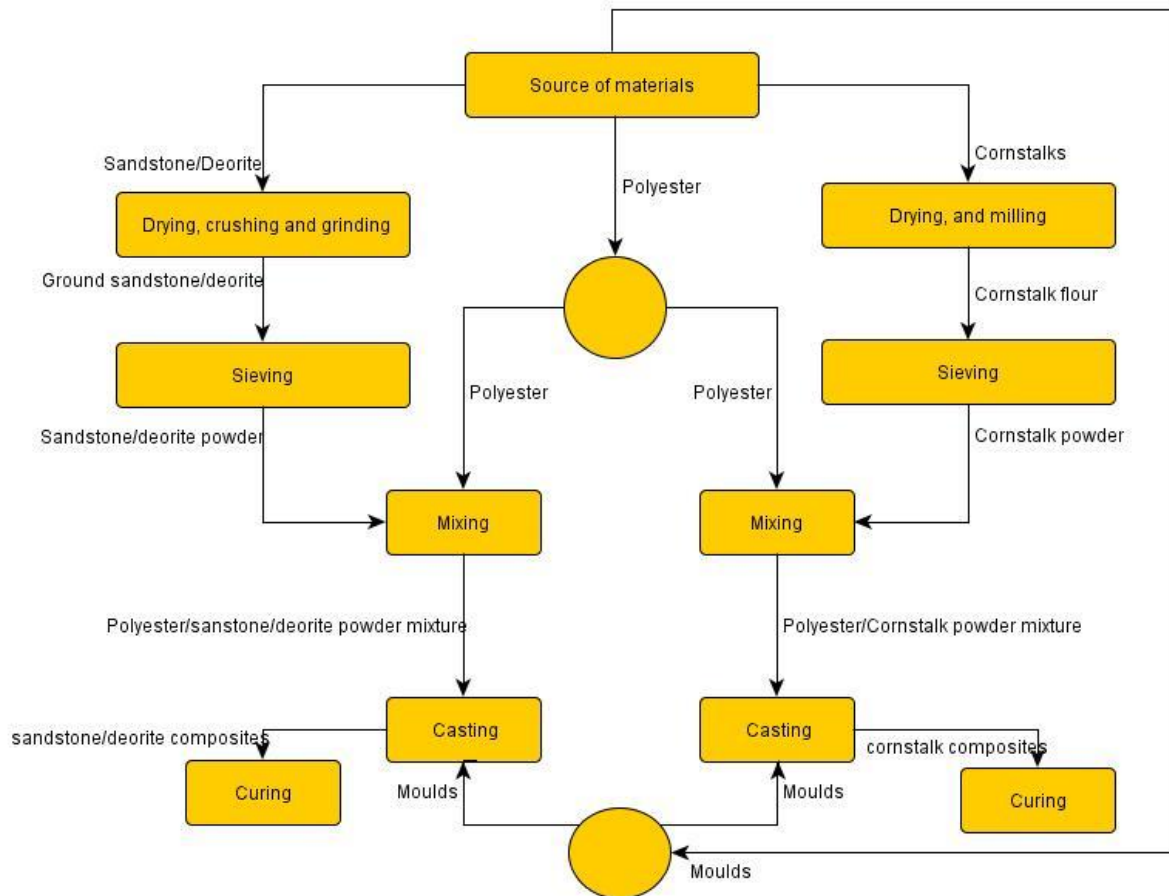 Source of materials
Sandstone/Deorite
Cornstalks
Polyester
Drying, crushing and grinding
Drying, and milling
Ground sandstone/deorite
Cornstalk flour
Sieving
Sieving
Polyester
Polyester
Sandstone/deorite powder
Cornstalk powder
Mixing
Mixing
Polyester/sanstone/deorite powder mixture
Polyester/Cornstalk powder mixture
Casting
Casting
sandstone/deorite composites
cornstalk composites
Curing
Moulds
Moulds
Curing
Moulds